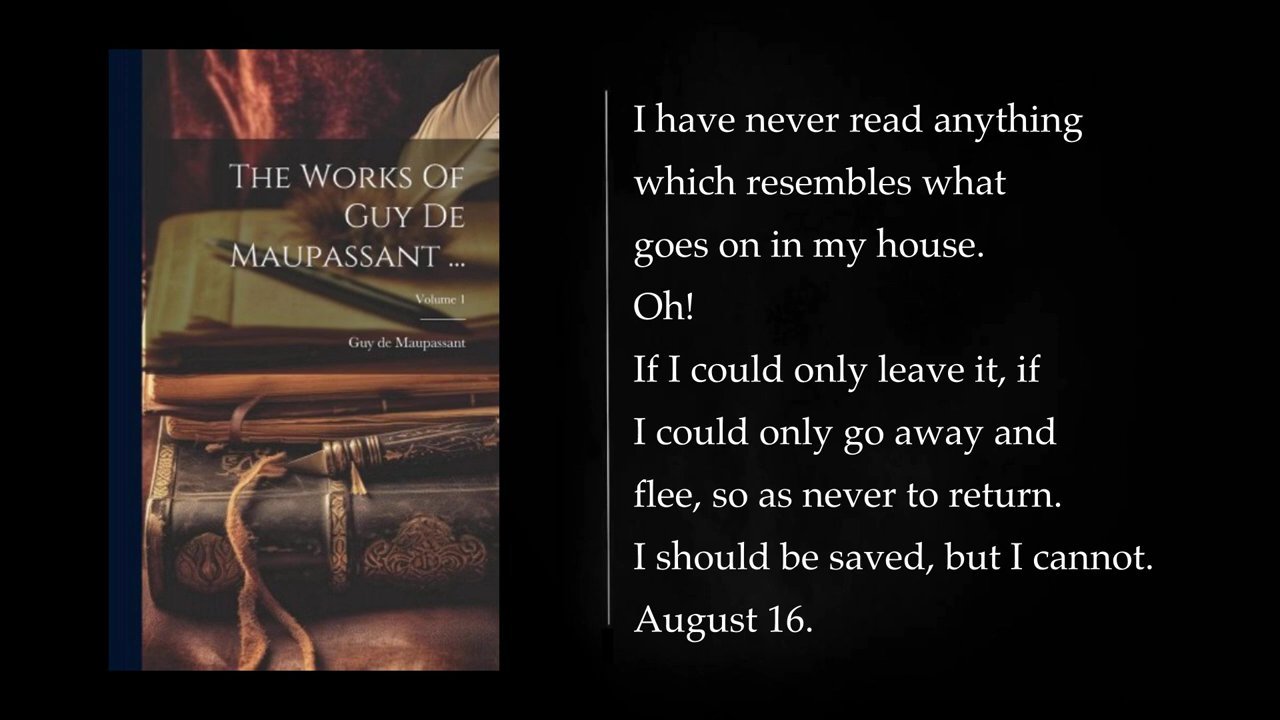 The Works Of
Guy De
Maupassant ...
Volume 1
Guy de Maupassant
I have never read anything
which resembles what
goes on in my house.
Oh!
If I could only leave it, if
I could only go away and
flee, so as never to return.
I should be saved, but I cannot.
August 16.